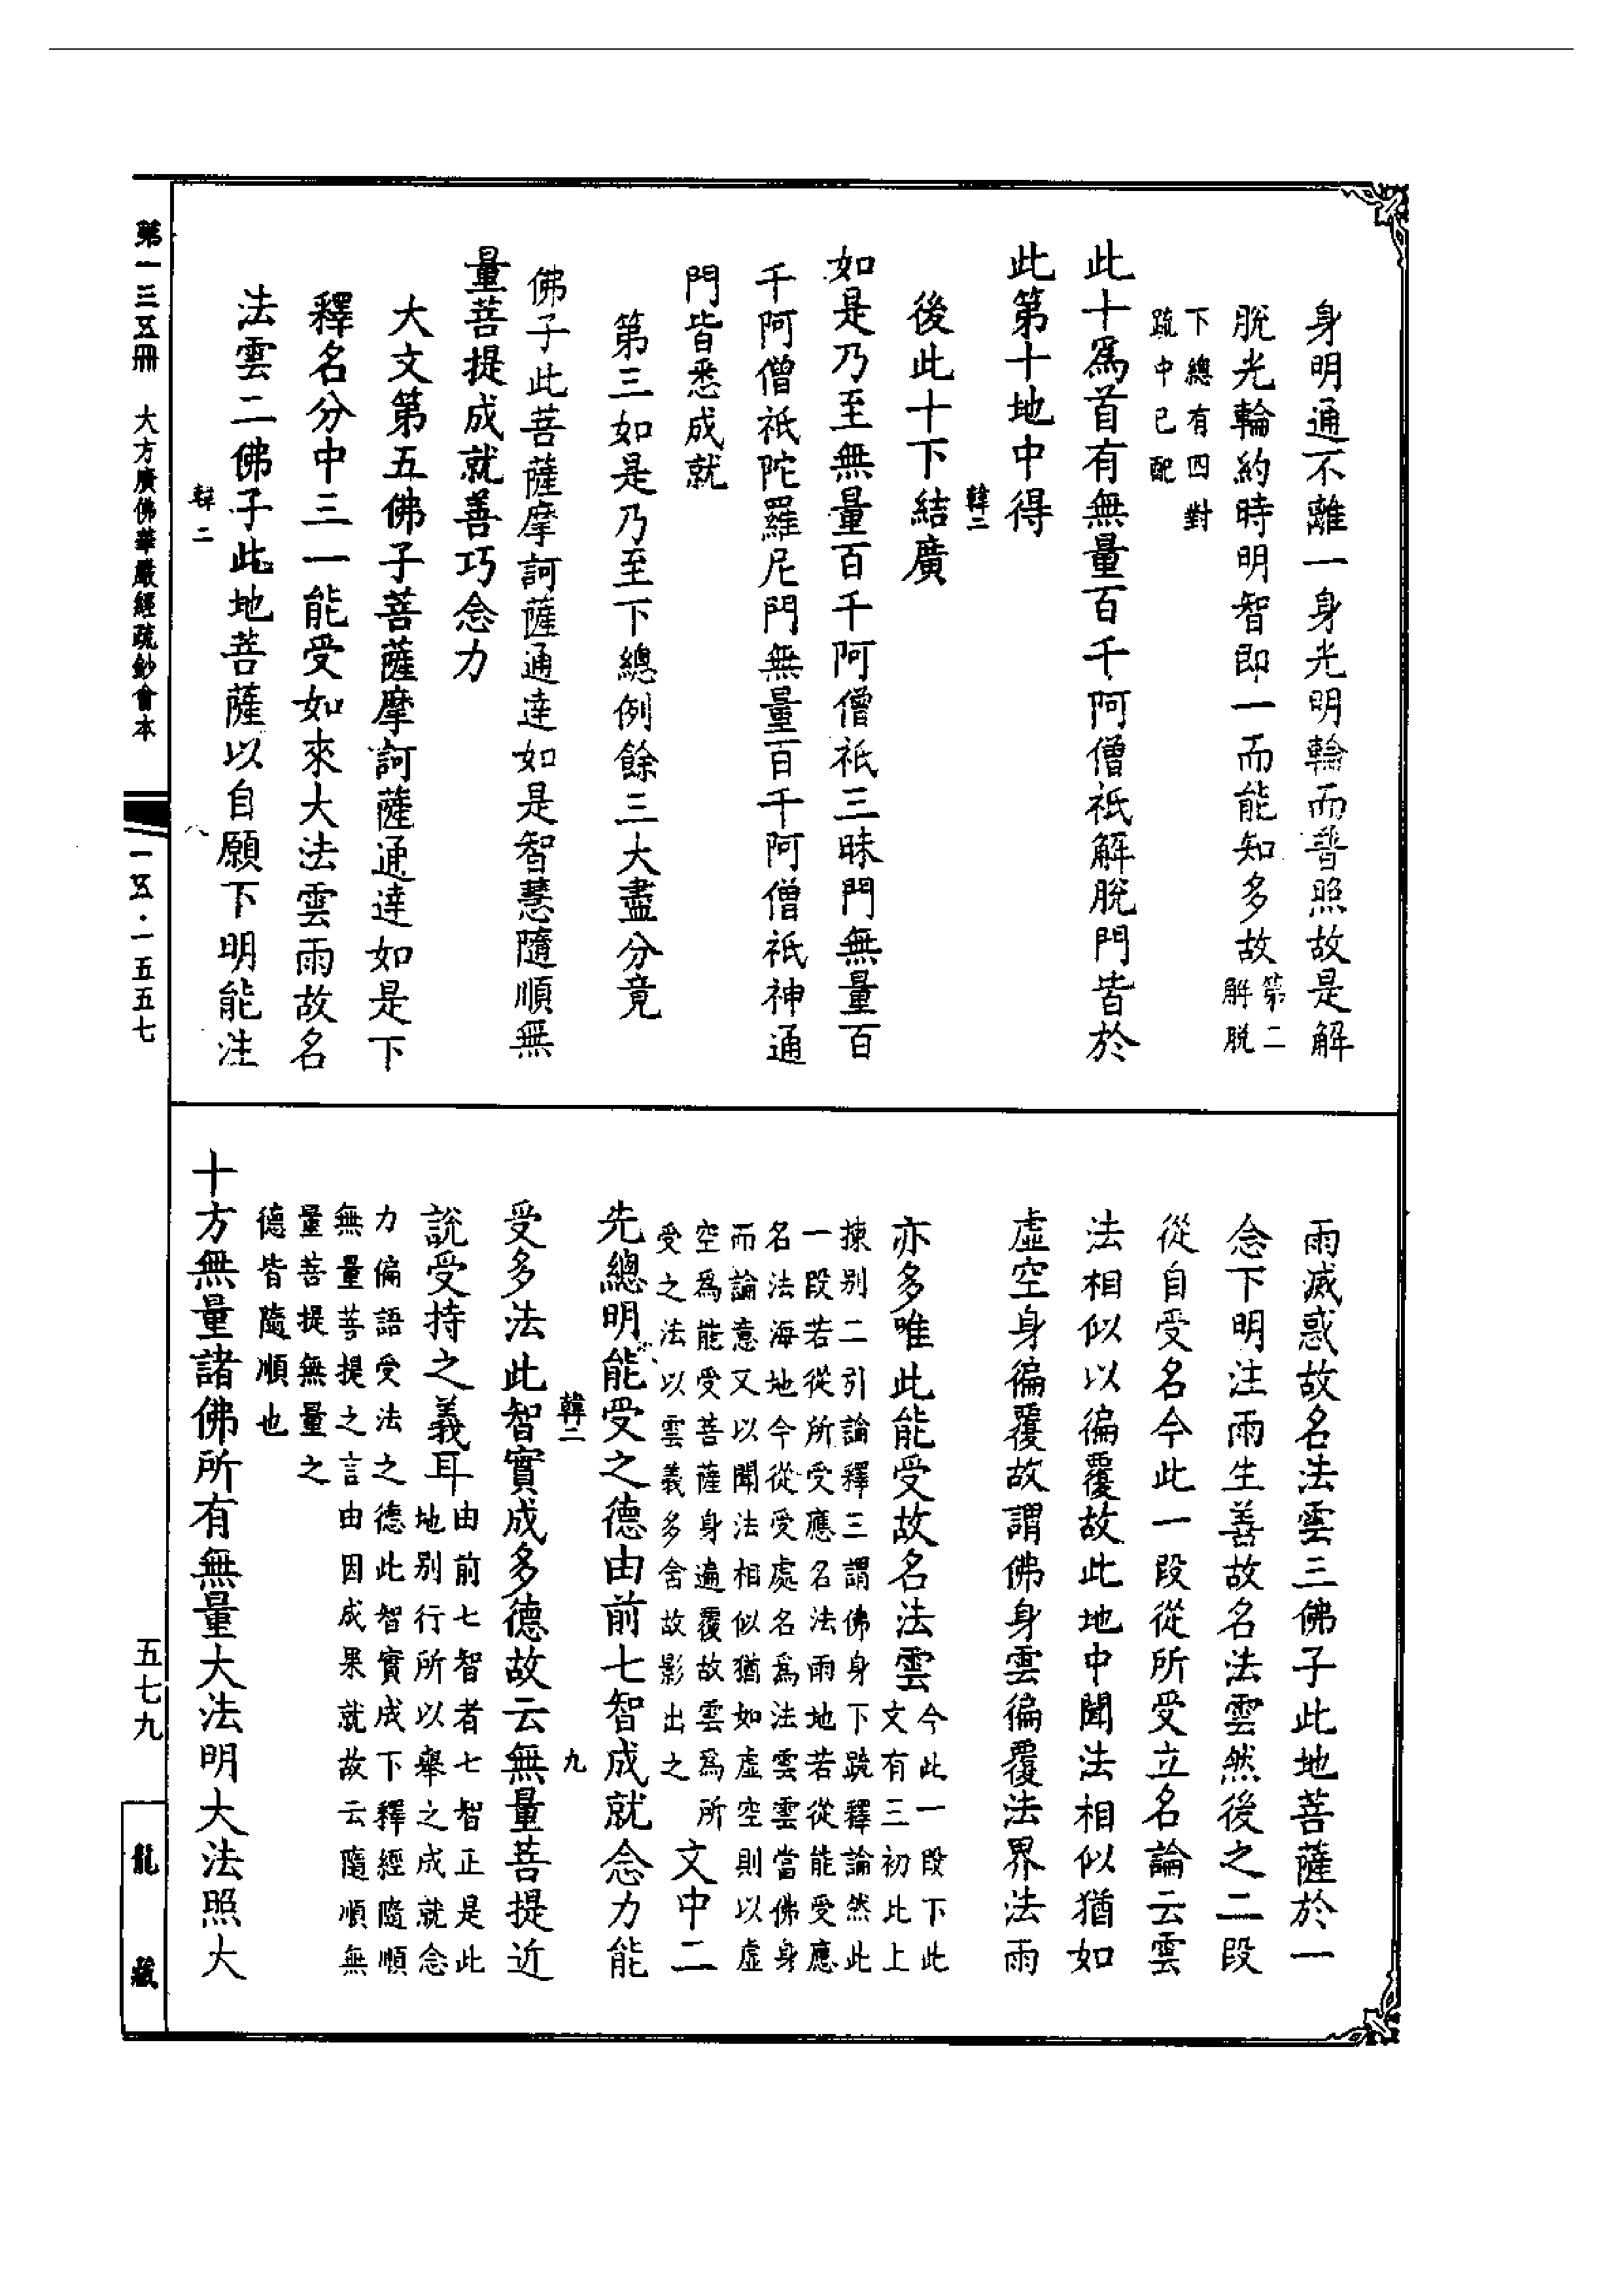 身明通不離一身光明輪而普照故是解
脫光輪約時明智即一而能知多故第二解脫
下總有四對
疏中已配
此十為首有無量百千阿僧祇解脫門皆於
此第十地中得
韓二
後此十下結廣
如是乃至無量百千阿僧祇三昧門無量百
千阿僧祇陀羅尼門無量百千阿僧祇神通
門皆悉成就
第三如是乃至下總例餘三大盡分竟
佛子此菩薩摩訶薩通達如是智慧隨順無
量菩提成就善巧念力
大文第五佛子菩薩摩訶薩通達如是下
釋名分中三一能受如來大法雲雨故名
法雲二佛子此地菩薩以自願下明能注
韓二
八
雨滅惑故名法雲三佛子此地菩薩於一
念下明注雨生善故名法雲然後之二段
從自受名今此一段從所受立名論云雲
法相似以徧覆故此地中聞法相似猶如
虛空身徧覆故謂佛身雲徧覆法界法雨
亦多唯此能受故名法雲今此一段下此
文有三初此上
揀別二引論釋三謂佛身下䟽釋論然此
一段若從所受應名法雨地若從能受應
名法海地今從受處名為法雲雲當佛身
而論意又以聞法相似猶如虛空則以虛
空為能受菩薩身遍覆故雲為所
受之法以雲義多含故影出之
文中二
先總明能受之德由前七智成就念力能
韓二
九
受多法此智實成多德故云無量菩提近
說受持之義耳由前七智者七智正是此
地別行所以舉之成就念
力偏語受法之德此智實成下釋經隨順
無量菩提之言由因成果就故云隨順無
量菩提無量之
德皆隨順也
十方無量諸佛所有無量大法明大法照大
第一三五冊 大方廣佛華嚴經疏鈔會本
一五·一五五七
五七九
龍藏